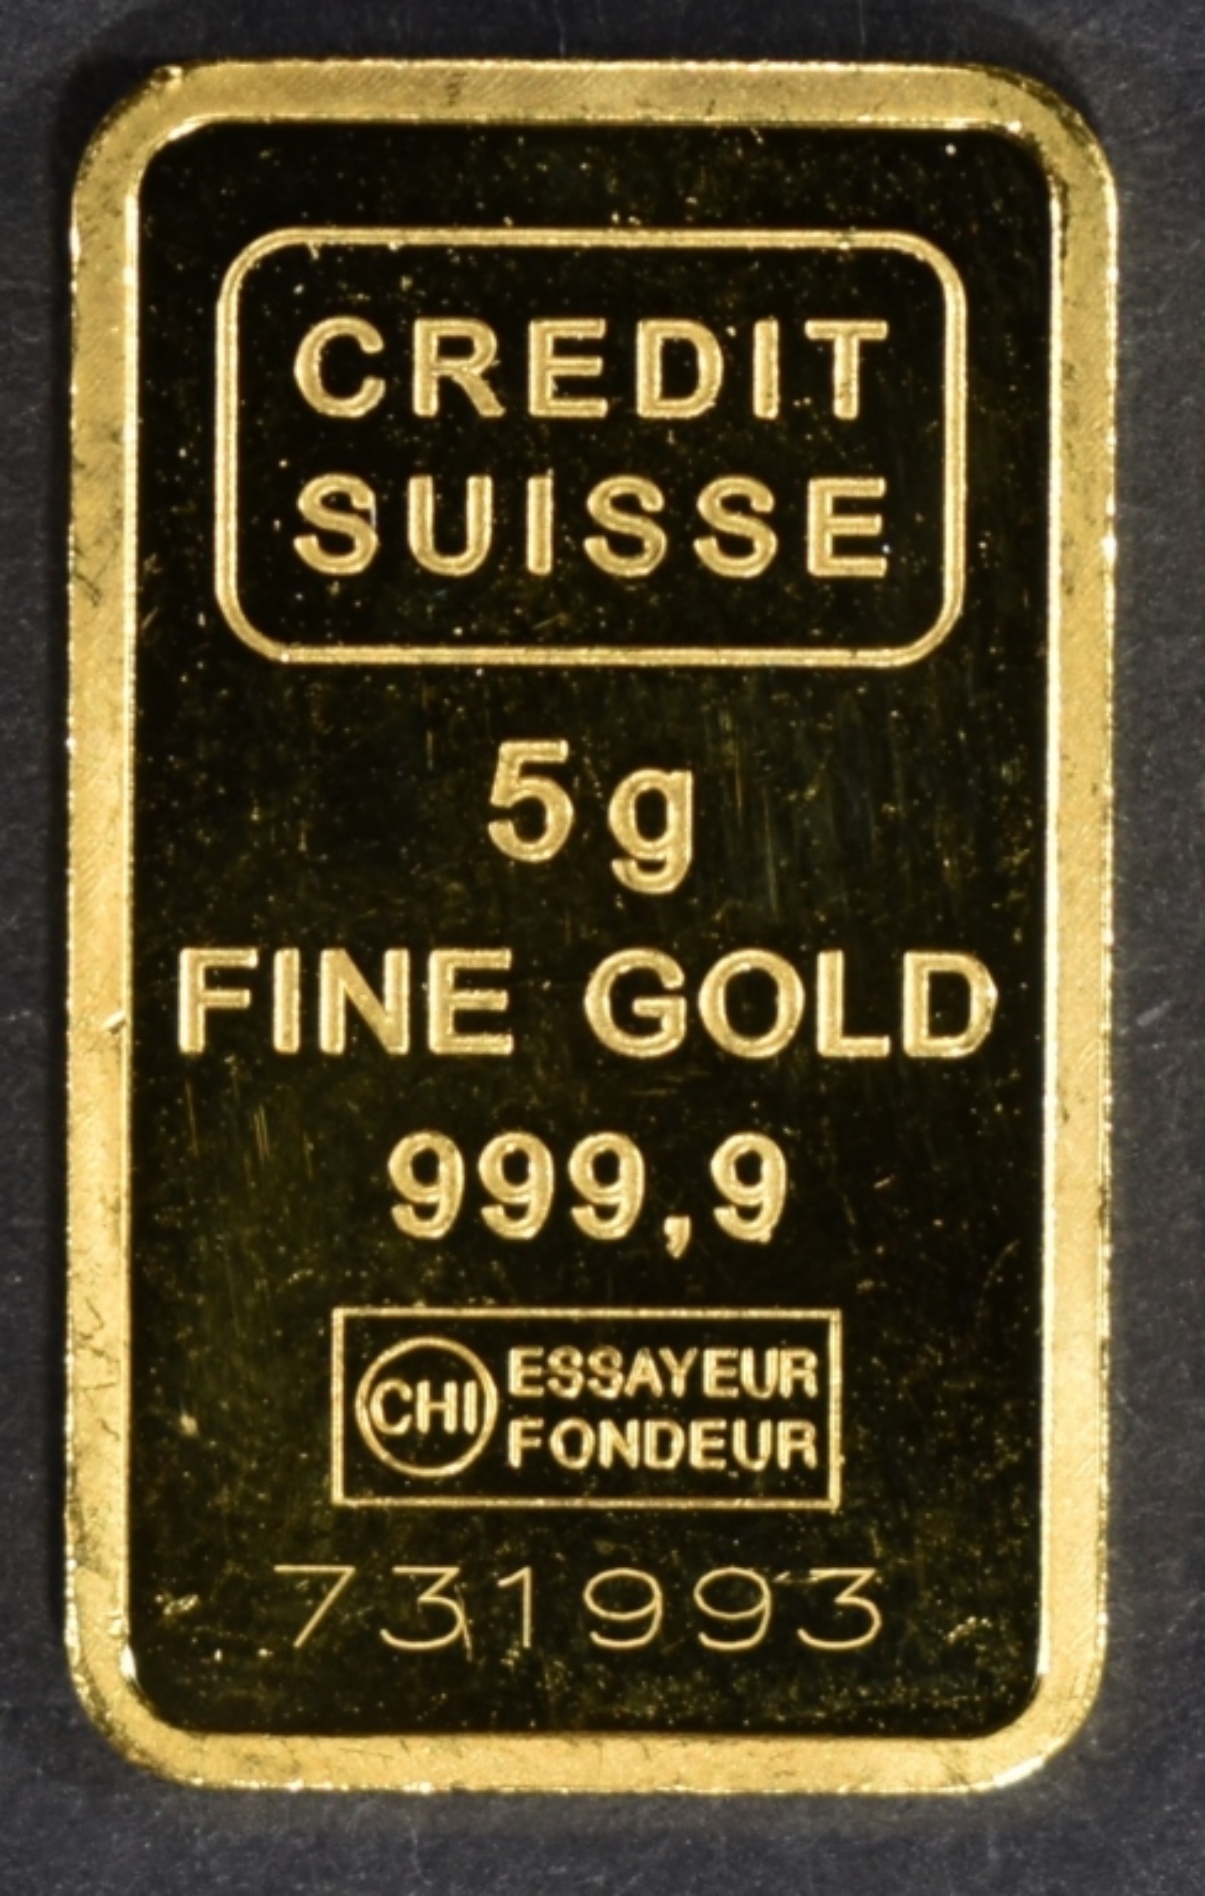 CREDIT
SUISSE
5g
FINE GOLD
999,9
CHI ESSAYEUR
FONDEUR
731993